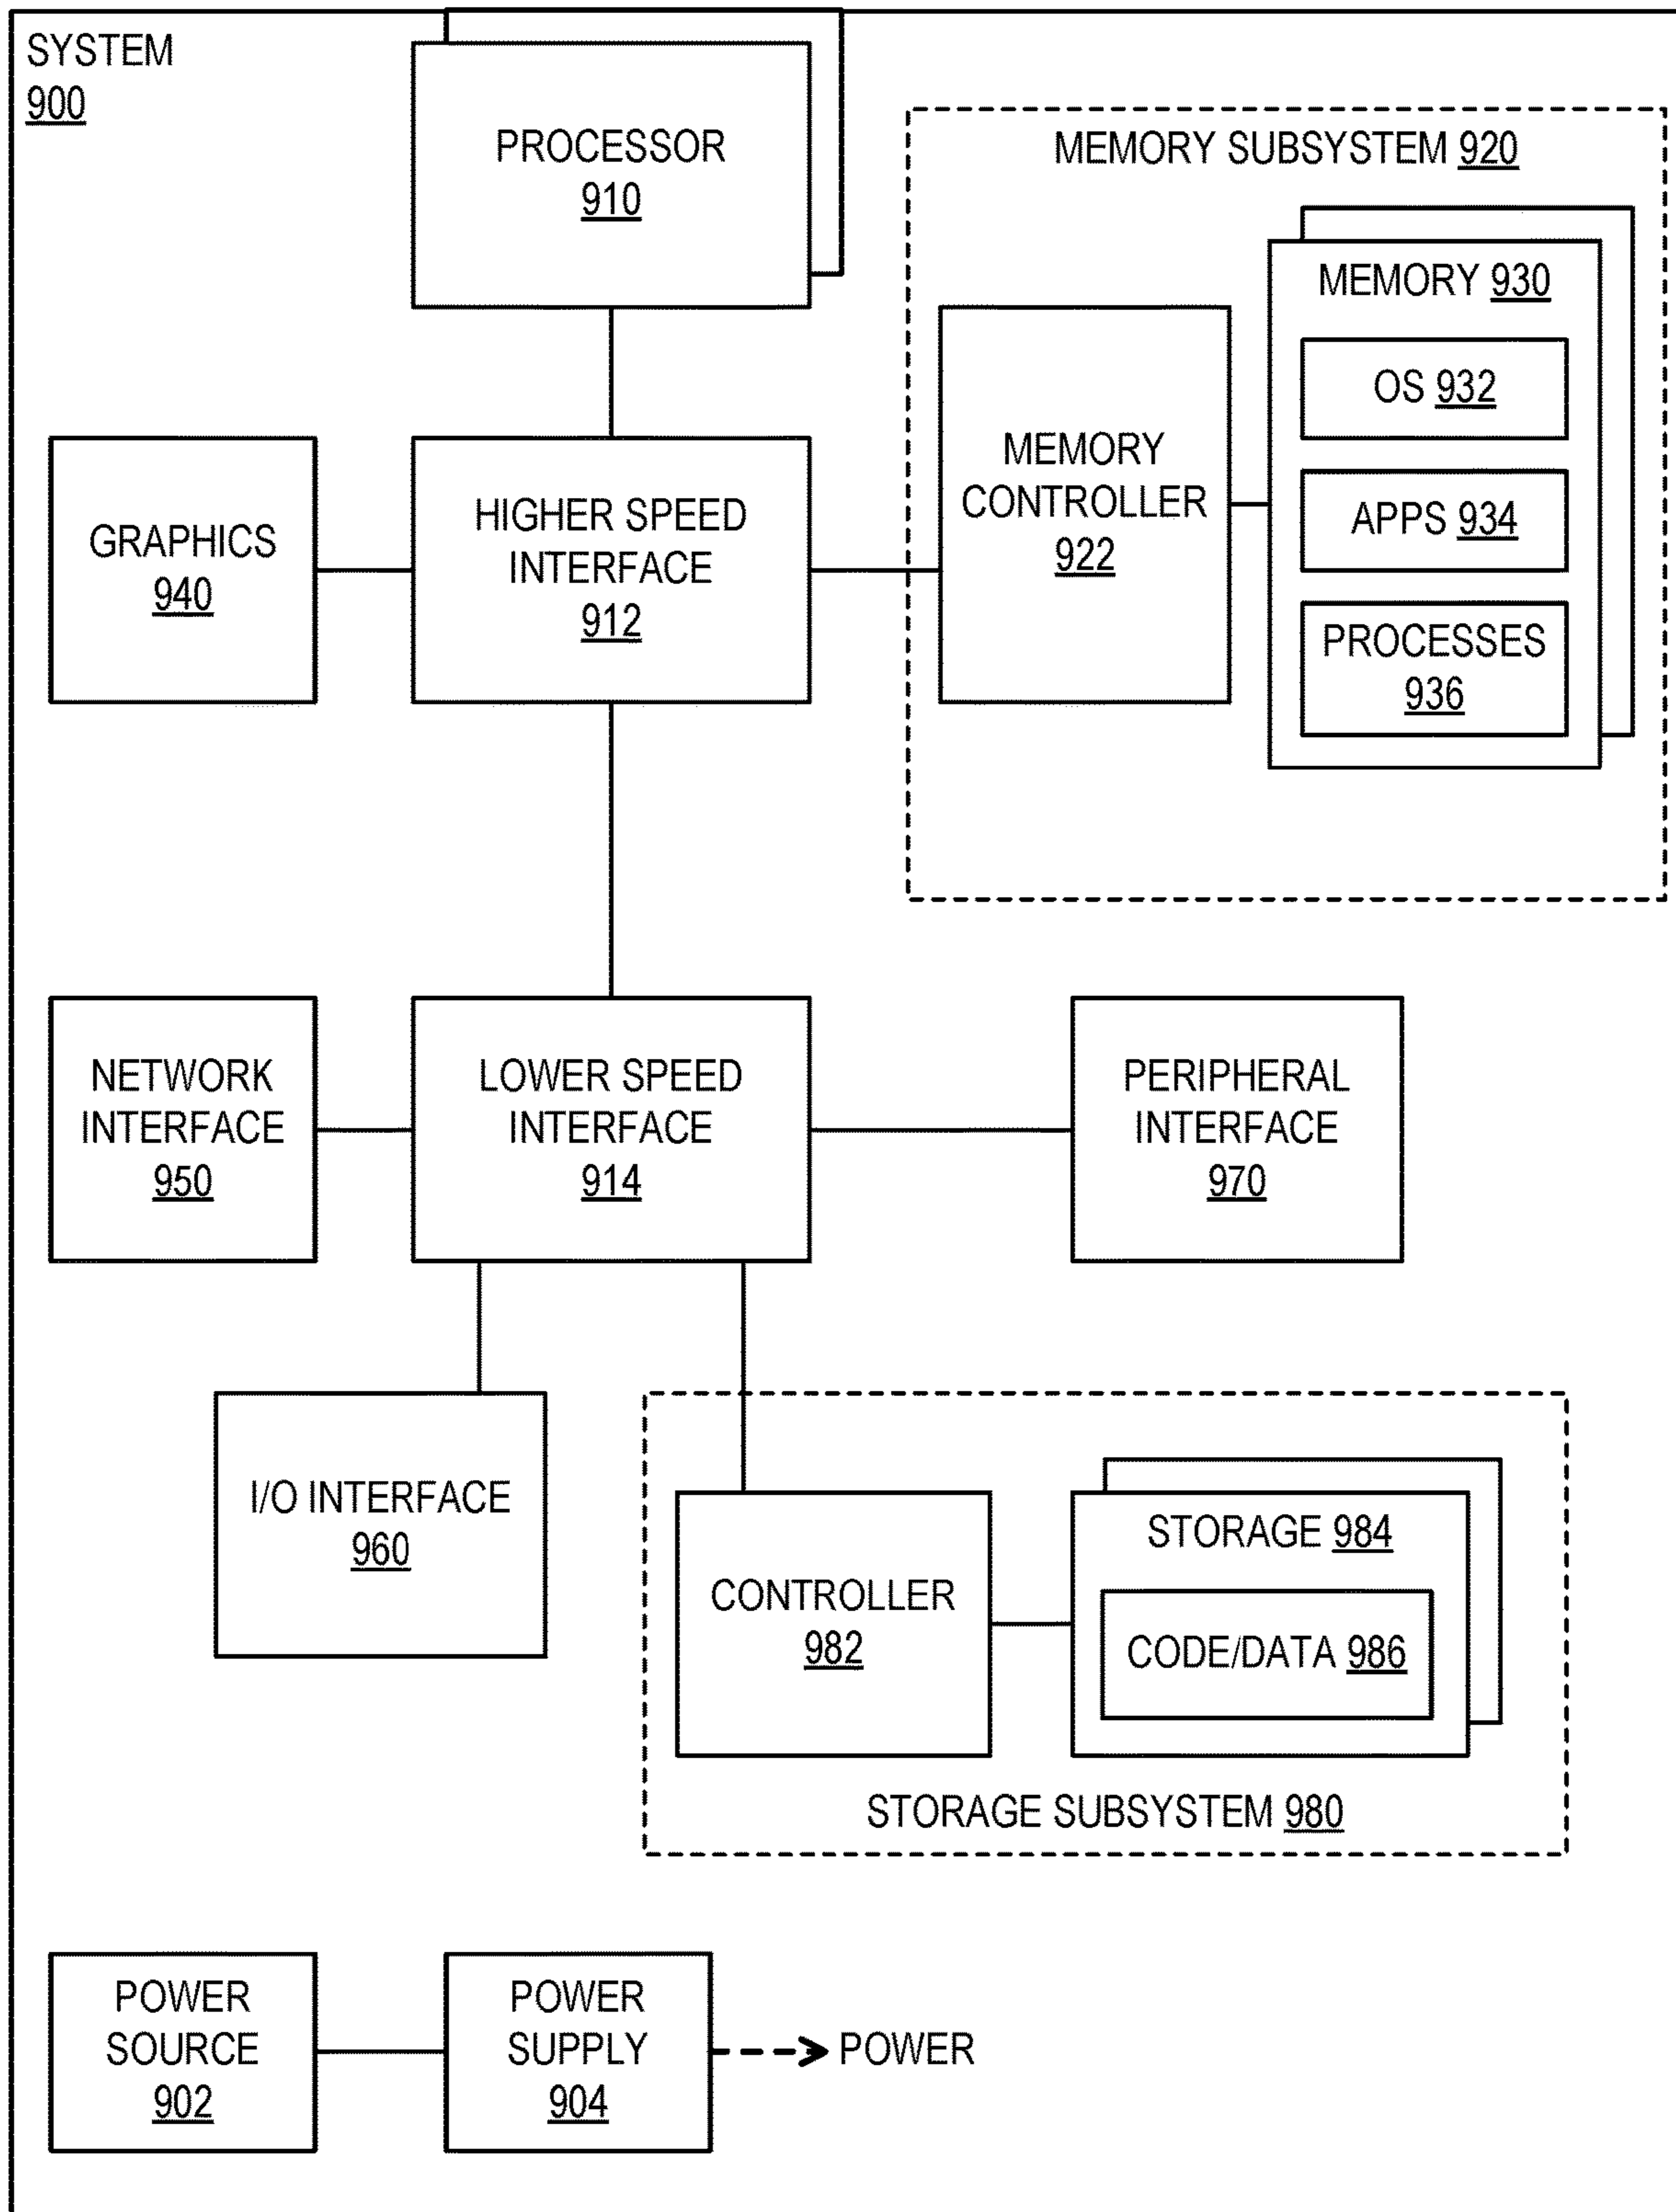 SYSTEM
900
PROCESSOR
910
MEMORY SUBSYSTEM 920
MEMORY 930
OS 932
APPS 934
PROCESSES
936
MEMORY
CONTROLLER
922
GRAPHICS
940
HIGHER SPEED
INTERFACE
912
NETWORK
INTERFACE
950
LOWER SPEED
INTERFACE
914
PERIPHERAL
INTERFACE
970
I/O INTERFACE
960
CONTROLLER
982
STORAGE 984
CODE/DATA 986
STORAGE SUBSYSTEM 980
POWER
SOURCE
902
POWER
SUPPLY
904
POWER